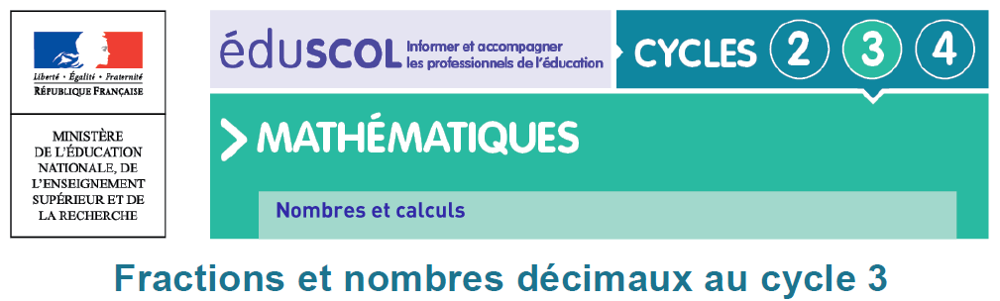 Liberté • Égalité • Fraternité
RÉPUBLIQUE FRANÇAISE
MINISTÈRE
DE L'ÉDUCATION
NATIONALE, DE
L'ENSEIGNEMENT
SUPÉRIEUR ET DE
LA RECHERCHE
éduSCOL Informer et accompagner
les professionnels de l'éducation
CYCLES 2 3 4
MATHÉMATIQUES
Nombres et calculs
Fractions et nombres décimaux au cycle 3